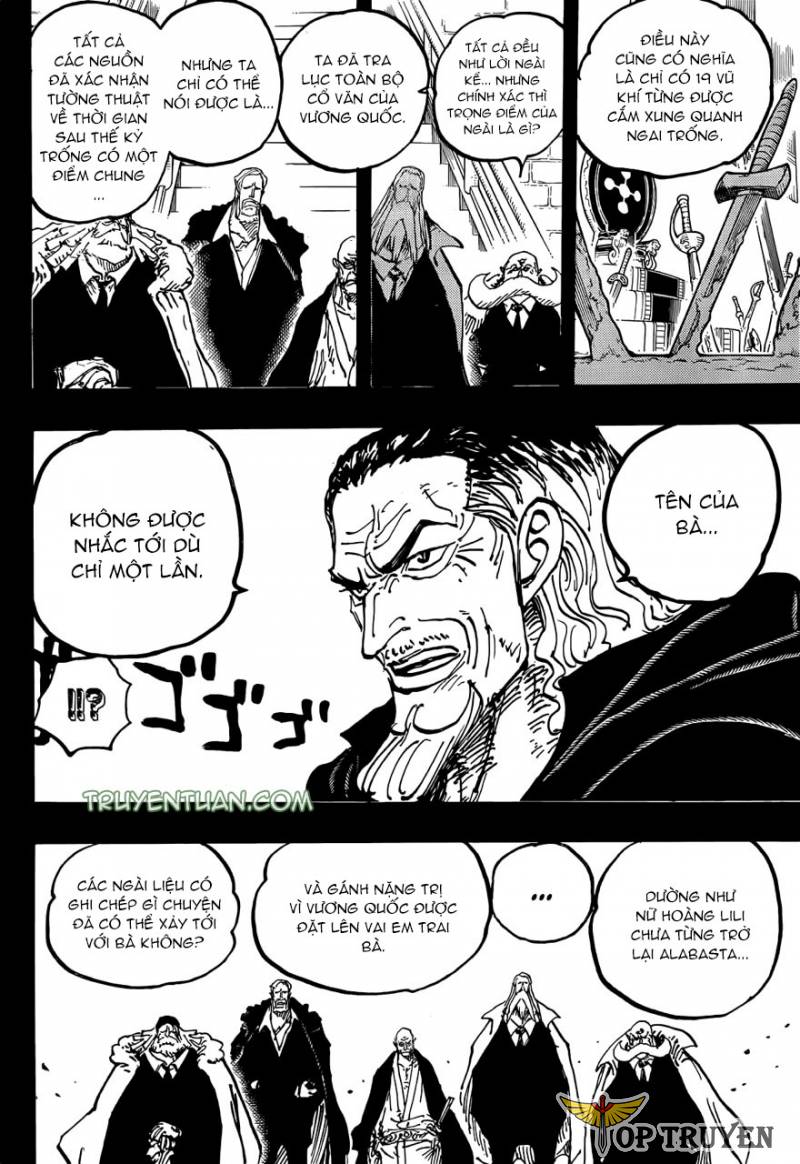 ĐIỀU NÀY
CŨNG CÓ NGHĨA
LÀ CHỈ CÓ 19 VŨ
KHÍ TỪNG ĐƯỢC
CẮM XUNG QUANH
NGAI TRỐNG.
TẤT CẢ ĐỀU
NHƯ LỜI NGÀI
KỂ... NHƯNG
CHÍNH XÁC THÌ
TRỌNG ĐIỂM CỦA
NGÀI LÀ GÌ?
TA ĐÃ TRA
LỤC TOÀN BỘ
CỔ VĂN CỦA
VƯƠNG QUỐC.
NHƯNG TA
CHỈ CÓ THỂ
NÓI ĐƯỢC LÀ...
TẤT CẢ
CÁC NGUỒN
ĐÃ XÁC NHẬN
TƯỜNG THUẬT
VỀ THỜI GIAN
SAU THẾ KỶ
TRỐNG CÓ MỘT
ĐIỂM CHUNG
...
TÊN CỦA
BÀ...
KHÔNG ĐƯỢC
NHẮC TỚI DÙ
CHỈ MỘT LẦN.
ゴゴゴゴ
!!?
TRUYENTUAN.COM
DƯỜNG NHƯ
NỮ HOÀNG LILI
CHƯA TỪNG TRỞ
LẠI ALABASTA...
...
VÀ GÁNH NẶNG TRỊ
VÌ VƯƠNG QUỐC ĐƯỢC
ĐẶT LÊN VAI EM TRAI
BÀ.
CÁC NGÀI LIỆU CÓ
GHI CHÉP GÌ CHUYỆN
ĐÃ CÓ THỂ XẢY TỚI
VỚI BÀ KHÔNG?
TOP TRUYEN